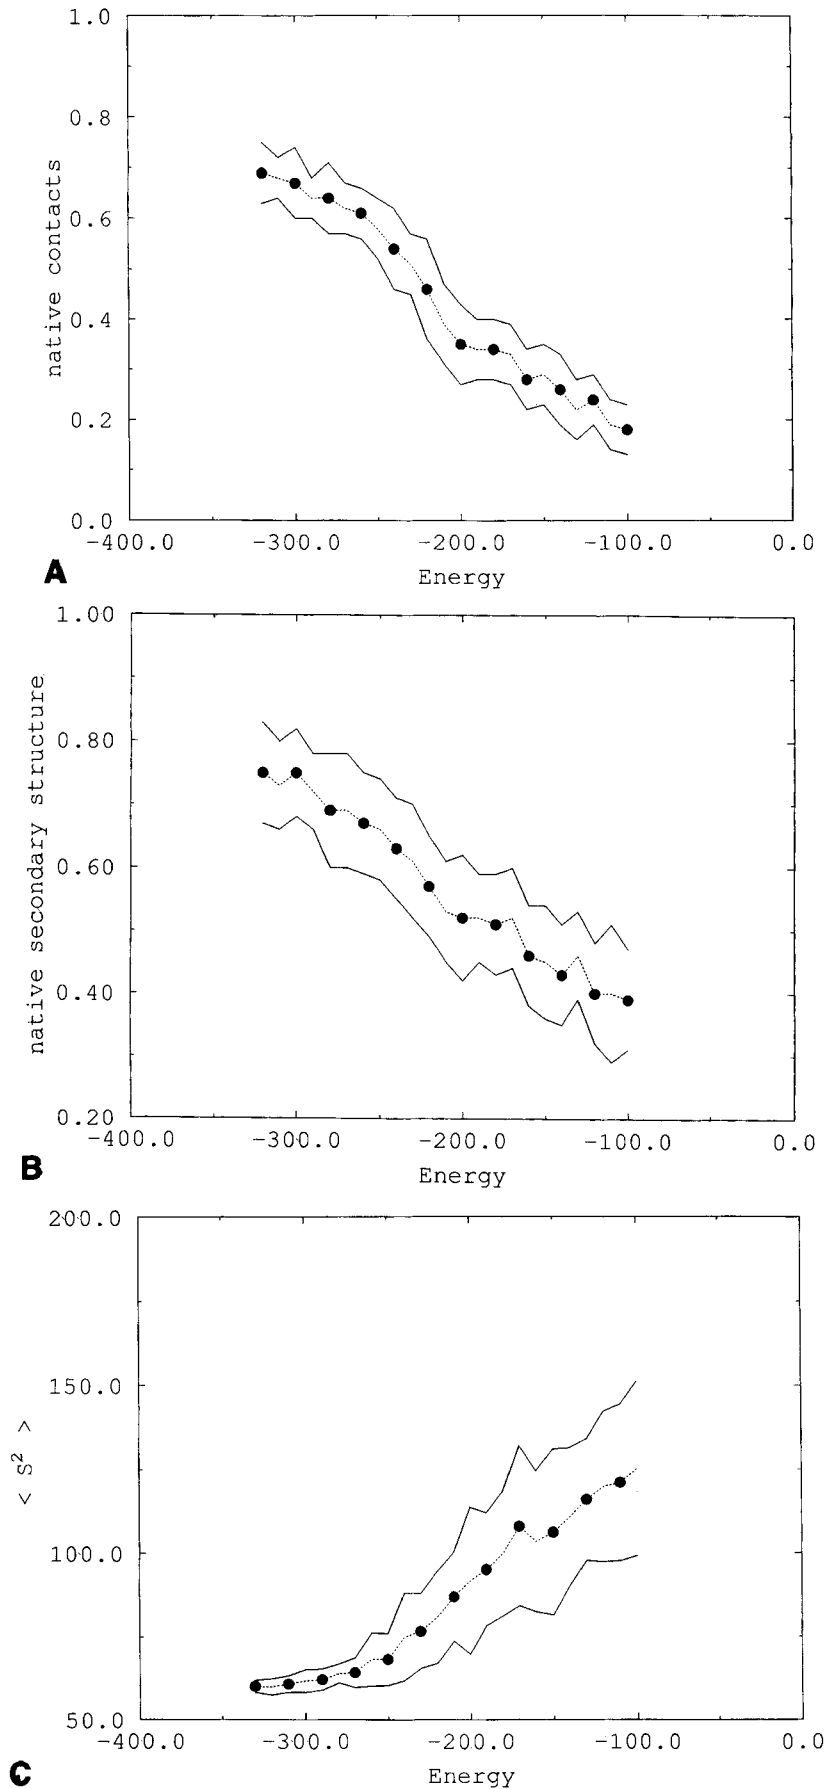 1.0
0.8
0.6
0.4
0.2
0.0
native contacts
-400.0 -300.0 -200.0 -100.0 0.0
Energy
A
1.00
0.80
0.60
0.40
0.20
native secondary structure
-400.0 -300.0 -200.0 -100.0 0.0
Energy
B
200.0
150.0
100.0
50.0
< S² >
-400.0 -300.0 -200.0 -100.0 0.0
Energy
C